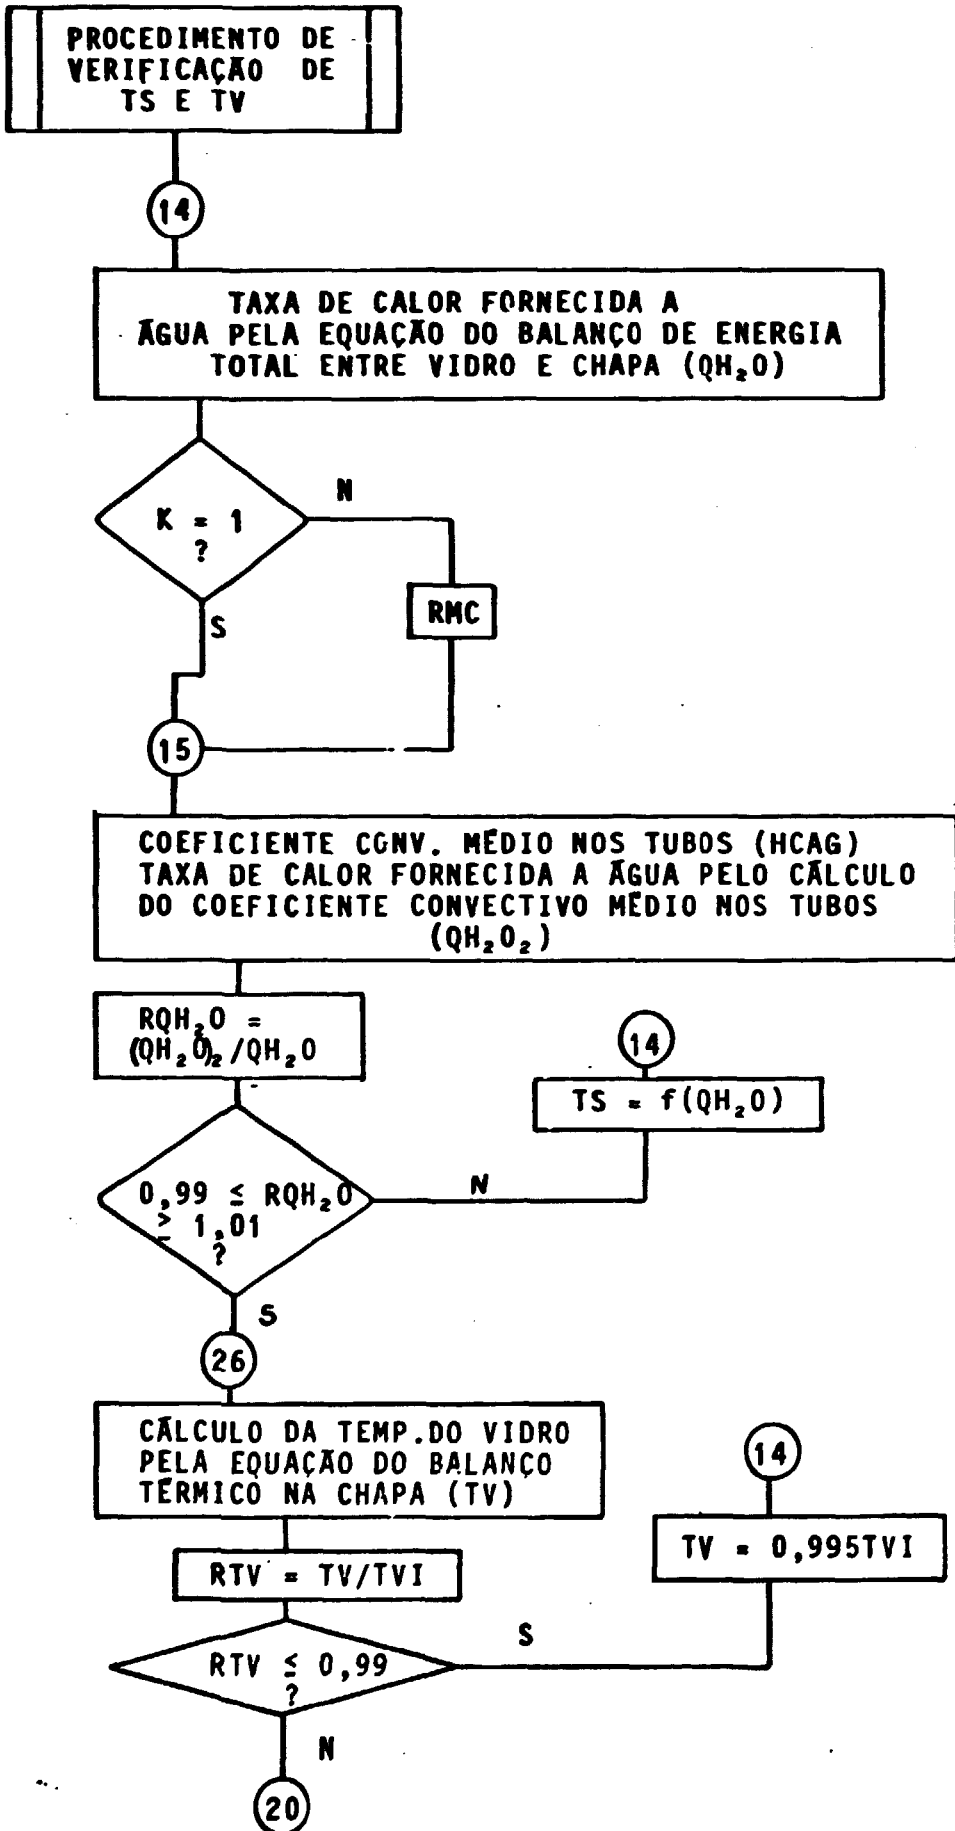 PROCEDIMENTO DE
VERIFICAÇÃO DE
TS E TV
14
TAXA DE CALOR FORNECIDA A
ÁGUA PELA EQUAÇÃO DO BALANÇO DE ENERGIA
TOTAL ENTRE VIDRO E CHAPA (QH₂O)
K = 1
?
N
S
RMC
15
COEFICIENTE CONV. MÉDIO NOS TUBOS (HCAG)
TAXA DE CALOR FORNECIDA A ÁGUA PELO CÁLCULO
DO COEFICIENTE CONVECTIVO MÉDIO NOS TUBOS
(QH₂O₂)
RQH₂O =
(QH₂O)₂/QH₂O
14
TS = f(QH₂O)
0,99 ≤ RQH₂O
≥ 1,01
?
N
S
26
CÁLCULO DA TEMP.DO VIDRO
PELA EQUAÇÃO DO BALANÇO
TÉRMICO NA CHAPA (TV)
14
TV = 0,995TVI
RTV = TV/TVI
RTV ≤ 0,99
?
S
N
20